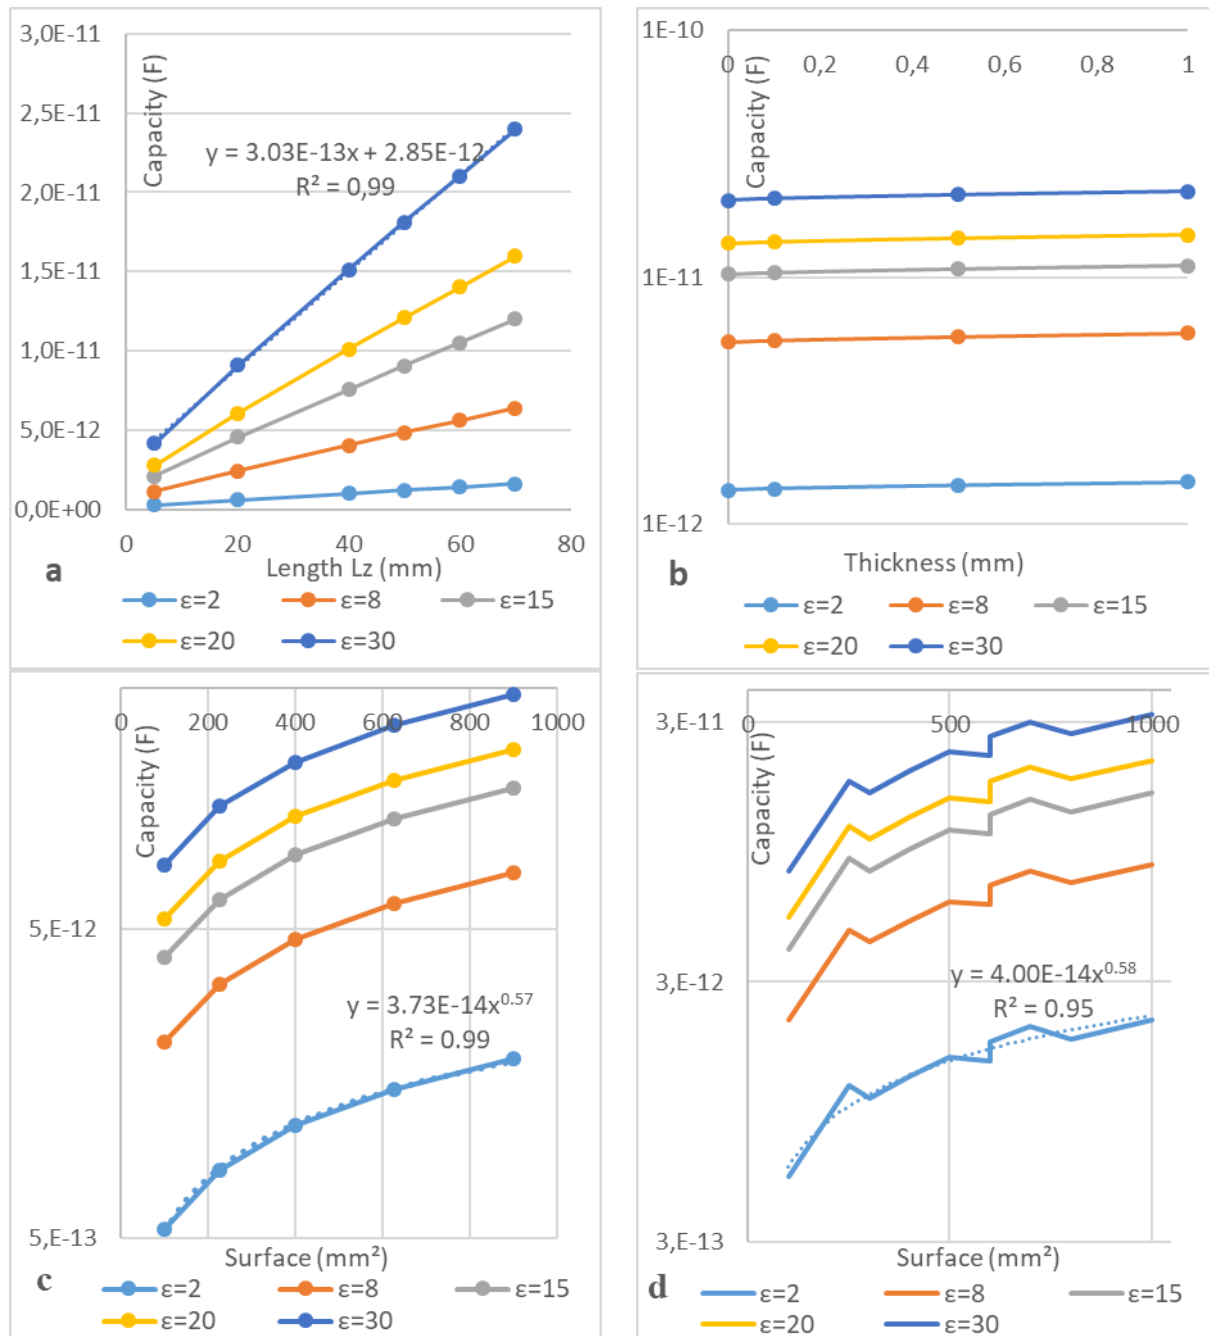 3,0E-11
2,5E-11
2,0E-11
1,5E-11
1,0E-11
5,0E-12
0,0E+00
Capacity (F)
y = 3.03E-13x + 2.85E-12
R² = 0,99
0 20 40 60 80
a
Length Lz (mm)
ε=2 ε=8 ε=15
ε=20 ε=30
1E-10
1E-11
1E-12
0 0,2 0,4 0,6 0,8 1
Capacity (F)
b
Thickness (mm)
ε=2 ε=8 ε=15
ε=20 ε=30
0 200 400 600 800 1000
Capacity (F)
5,E-12
5,E-13
y = 3.73E-14x^0.57
R² = 0.99
Surface (mm²)
c
ε=2 ε=8 ε=15
ε=20 ε=30
3,E-11
3,E-12
3,E-13
0 500 1000
Capacity (F)
y = 4.00E-14x^0.58
R² = 0.95
Surface (mm²)
d
ε=2 ε=8 ε=15
ε=20 ε=30